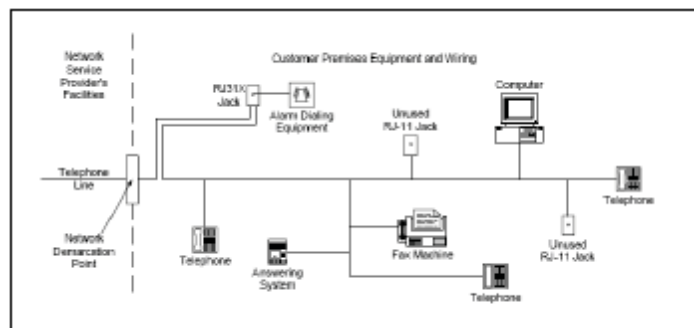 Customer Premises Equipment and Wiring
Network
Service
Provider's
Facilities
RJ31X
Jack
Alarm Dialing
Equipment
Unused
RJ-11 Jack
Computer
Telephone
Line
Network
Demarcation
Point
Telephone
Answering
System
Fax Machine
Telephone
Unused
RJ-11 Jack
Telephone